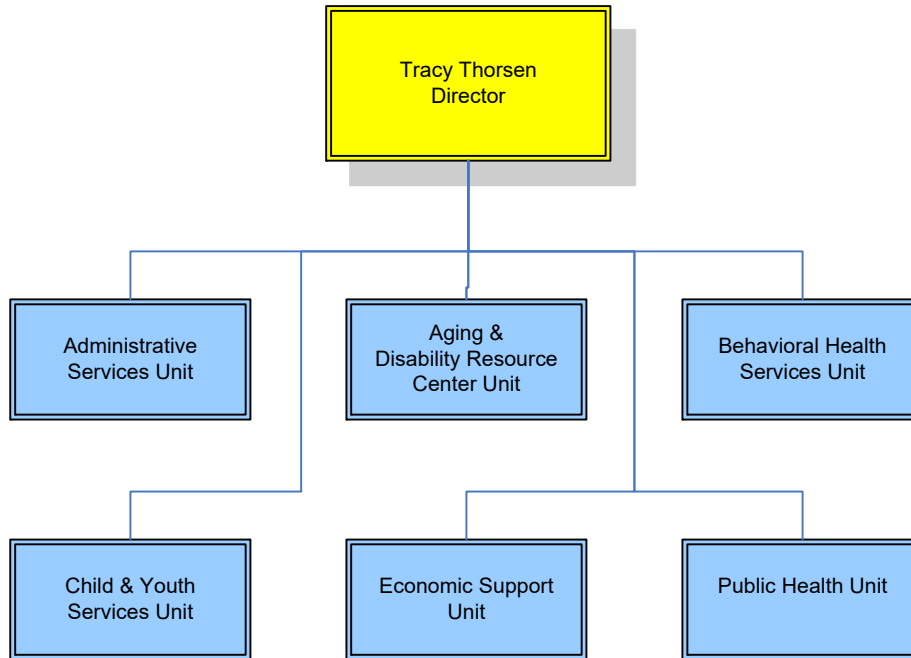 Tracy Thorsen
Director
Administrative
Services Unit
Aging &
Disability Resource
Center Unit
Behavioral Health
Services Unit
Child & Youth
Services Unit
Economic Support
Unit
Public Health Unit